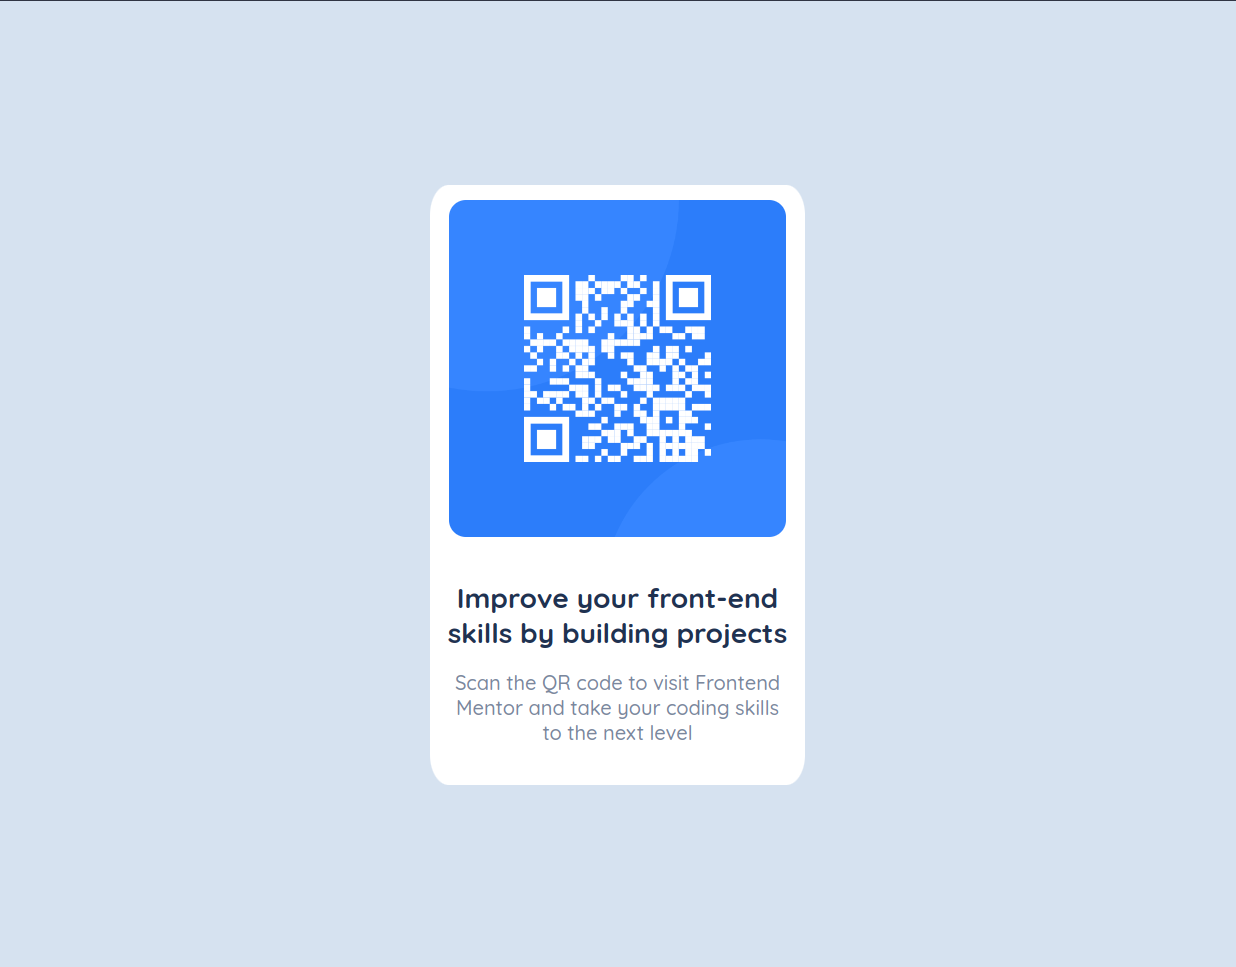 Improve your front-end
skills by building projects
Scan the QR code to visit Frontend
Mentor and take your coding skills
to the next level